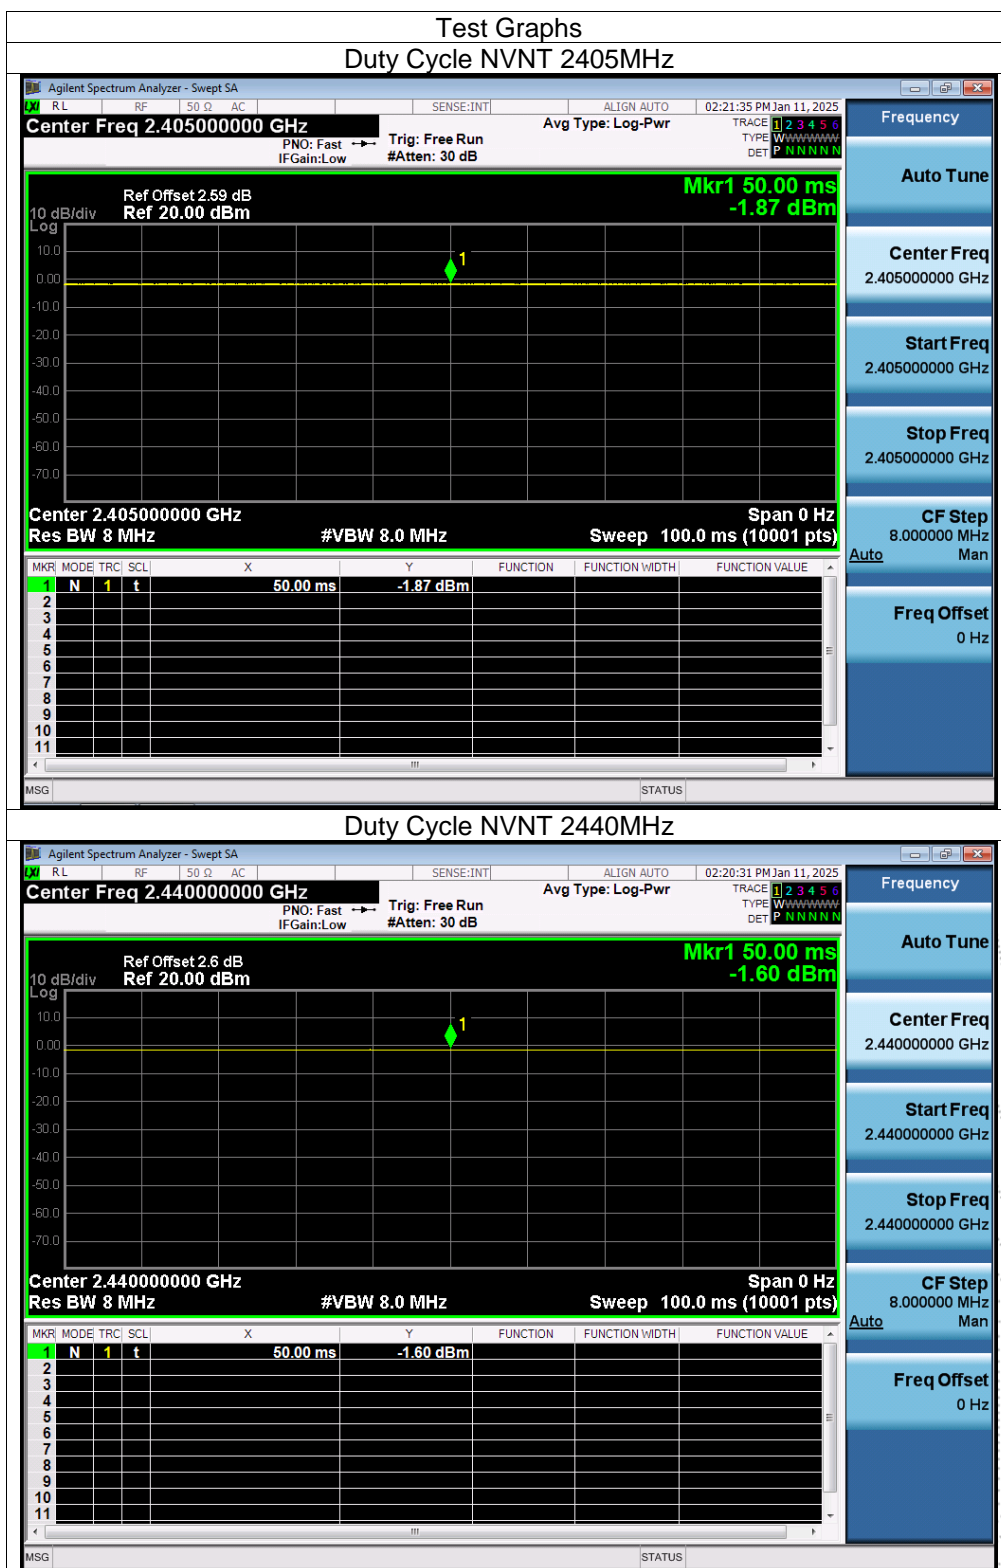 Test Graphs
Duty Cycle NVNT 2405MHz
Agilent Spectrum Analyzer - Swept SA
LXI RL RF 50 Ω AC SENSE:INT ALIGN AUTO 02:21:35 PM Jan 11, 2025
Center Freq 2.405000000 GHz Avg Type: Log-Pwr TRACE 1 2 3 4 5 6
PNO: Fast Trig: Free Run TYPE WWWWWW
IFGain:Low #Atten: 30 dB DET P N N N N N
Mkr1 50.00 ms
-1.87 dBm
Ref Offset 2.59 dB
10 dB/div Ref 20.00 dBm
Log
10.0
1
0.00
-10.0
-20.0
-30.0
-40.0
-50.0
-60.0
-70.0
Center 2.405000000 GHz Span 0 Hz
Res BW 8 MHz #VBW 8.0 MHz Sweep 100.0 ms (10001 pts)
MKR MODE TRC SCL X Y FUNCTION FUNCTION WIDTH FUNCTION VALUE
1 N 1 t 50.00 ms -1.87 dBm
2
3
4
5
6
7
8
9
10
11
MSG STATUS
Frequency
Auto Tune
Center Freq
2.405000000 GHz
Start Freq
2.405000000 GHz
Stop Freq
2.405000000 GHz
CF Step
8.000000 MHz
Auto Man
Freq Offset
0 Hz
Duty Cycle NVNT 2440MHz
Agilent Spectrum Analyzer - Swept SA
LXI RL RF 50 Ω AC SENSE:INT ALIGN AUTO 02:20:31 PM Jan 11, 2025
Center Freq 2.440000000 GHz Avg Type: Log-Pwr TRACE 1 2 3 4 5 6
PNO: Fast Trig: Free Run TYPE WWWWWW
IFGain:Low #Atten: 30 dB DET P N N N N N
Mkr1 50.00 ms
-1.60 dBm
Ref Offset 2.6 dB
10 dB/div Ref 20.00 dBm
Log
10.0
1
0.00
-10.0
-20.0
-30.0
-40.0
-50.0
-60.0
-70.0
Center 2.440000000 GHz Span 0 Hz
Res BW 8 MHz #VBW 8.0 MHz Sweep 100.0 ms (10001 pts)
MKR MODE TRC SCL X Y FUNCTION FUNCTION WIDTH FUNCTION VALUE
1 N 1 t 50.00 ms -1.60 dBm
2
3
4
5
6
7
8
9
10
11
MSG STATUS
Frequency
Auto Tune
Center Freq
2.440000000 GHz
Start Freq
2.440000000 GHz
Stop Freq
2.440000000 GHz
CF Step
8.000000 MHz
Auto Man
Freq Offset
0 Hz